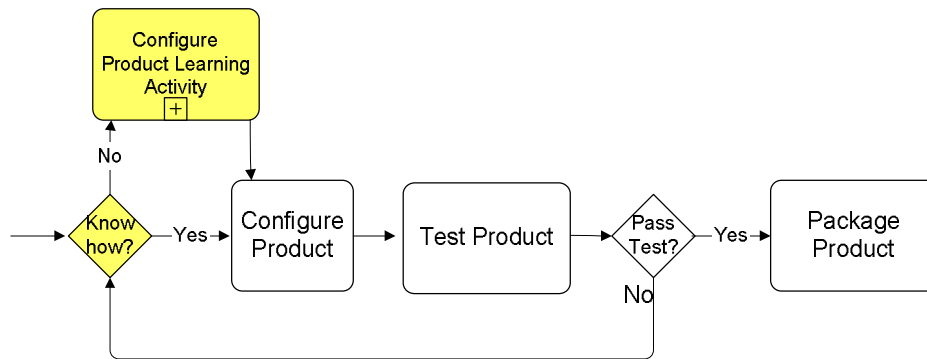 Configure
Product Learning
Activity
+
No
Know
how?
Yes
Configure
Product
Test Product
Pass
Test?
Yes
No
Package
Product